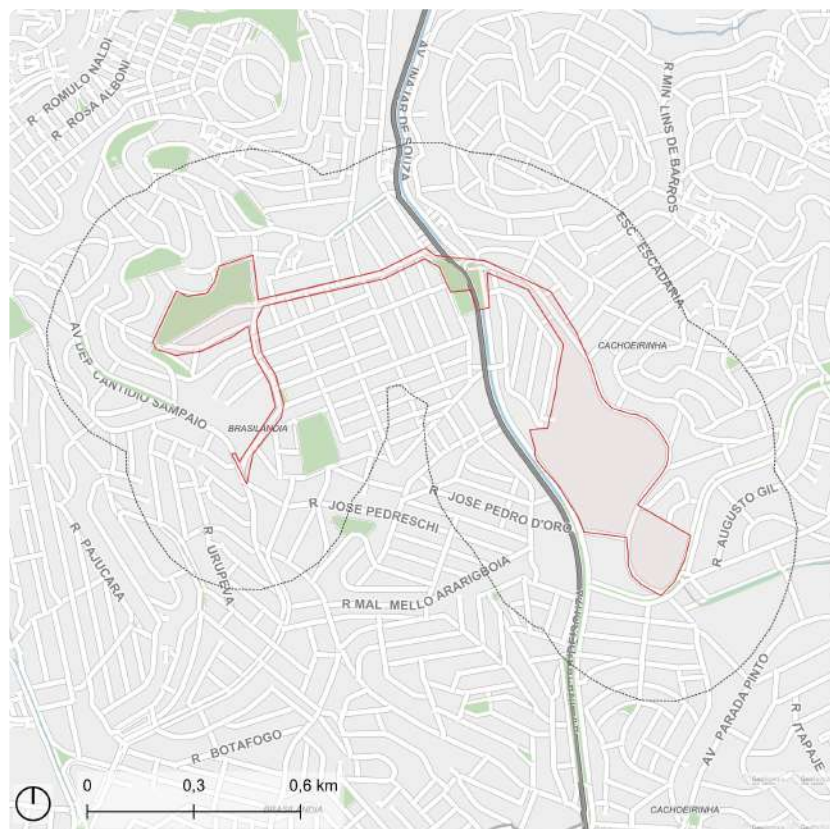 R ROMULO NALDI
R ROSA ALBONI
AV INAJAR DE SOUZA
R MIN LINS DE BARROS
ESC ESCADARIA
CACHOEIRINHA
AV DEP CANTIDIO SAMPAIO
BRASILANDIA
R JOSE PEDRESCHI
R JOSE PEDRO D'ORO
R AUGUSTO GIL
R PAJUCARA
R URUPEVA
R MAL MELLO ARARIGBOIA
AV PARADA PINTO
R ITAPAJE
R BOTAFOGO
0 0,3 0,6 km
BRASILANDIA
CACHOEIRINHA